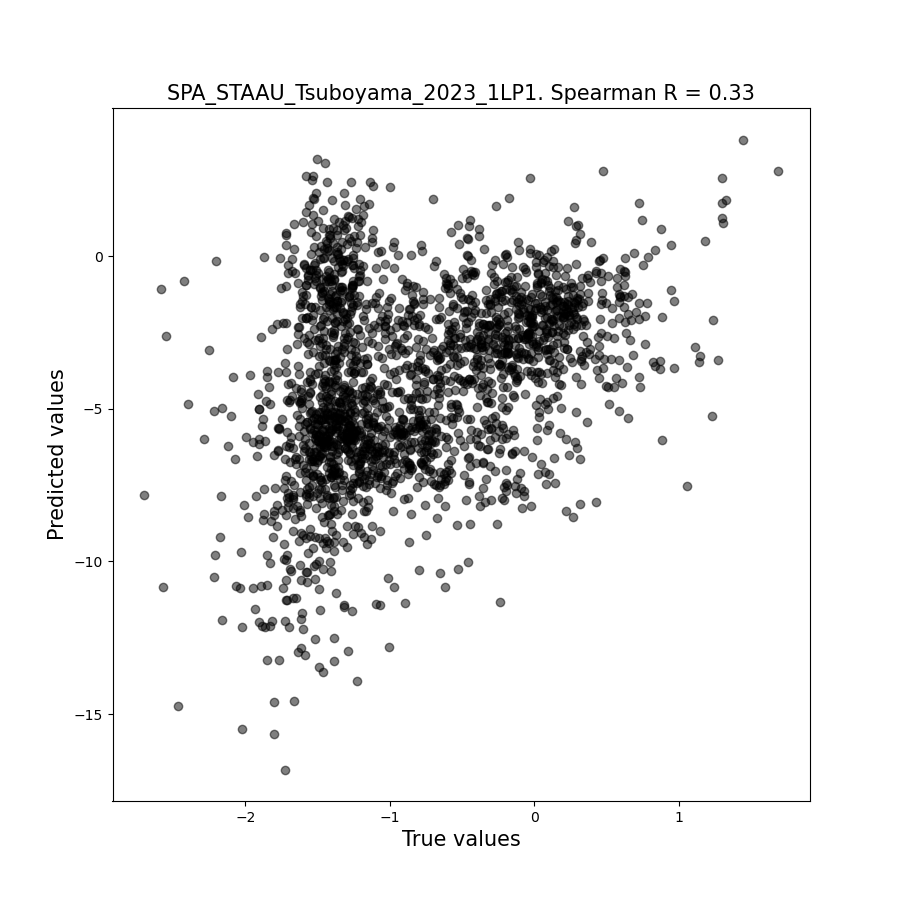 SPA_STAAU_Tsuboyama_2023_1LP1. Spearman R = 0.33
Predicted values
0
−5
−10
−15
−2
−1
0
1
True values